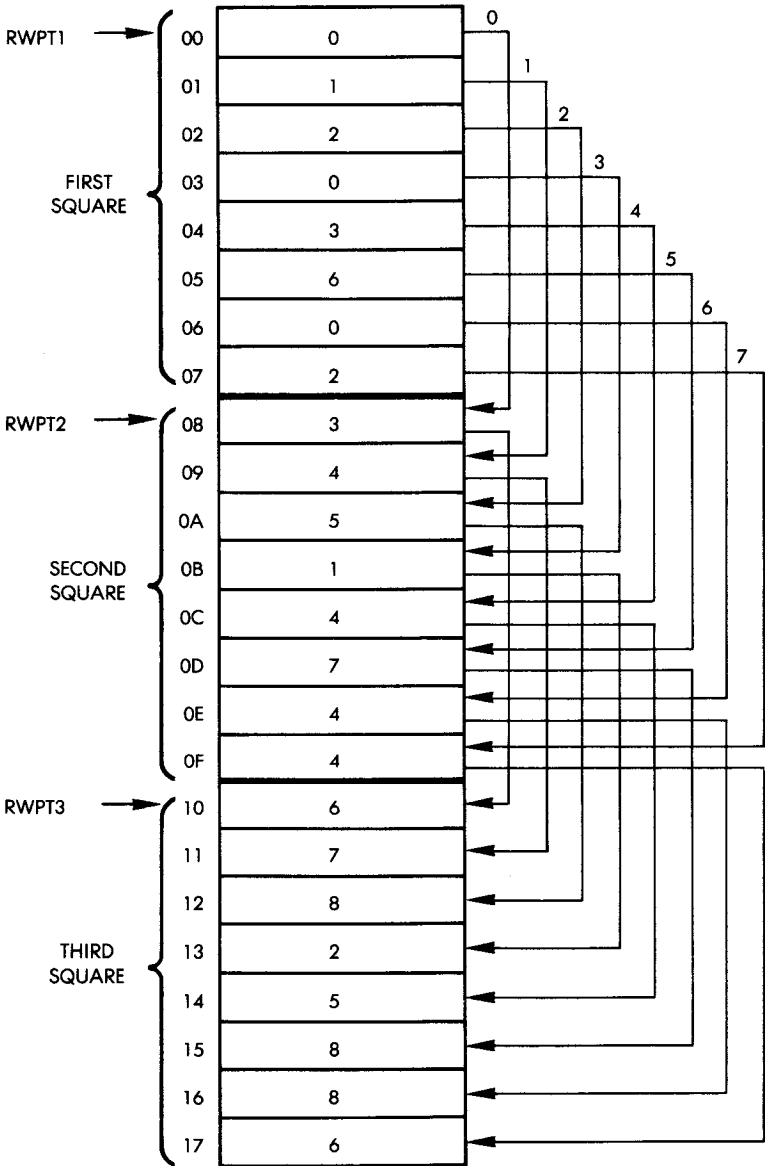 0
RWPT1 00 0
1
01 1
2
02 2
3
FIRST 03 0
SQUARE
4
04 3
5
05 6
6
06 0
7
07 2
RWPT2 08 3
09 4
0A 5
SECOND 0B 1
SQUARE
0C 4
0D 7
0E 4
0F 4
RWPT3 10 6
11 7
12 8
THIRD 13 2
SQUARE
14 5
15 8
16 8
17 6